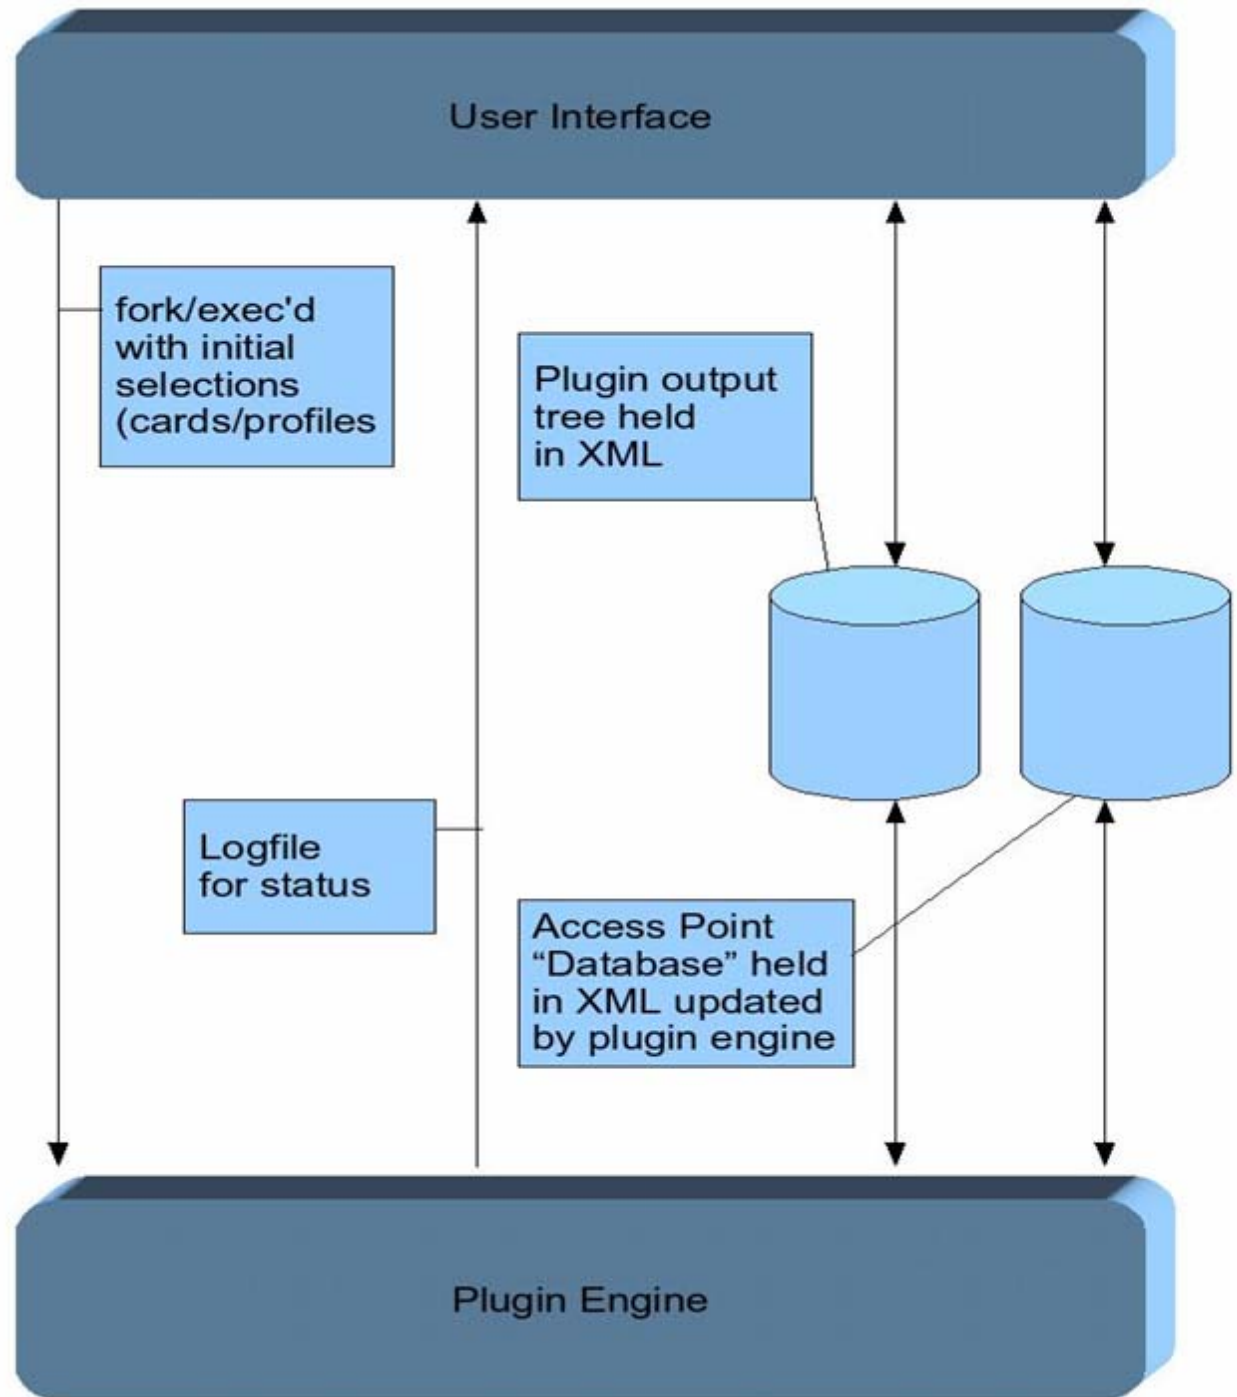 User Interface
fork/exec'd
with initial
selections
(cards/profiles
Plugin output
tree held
in XML
Logfile
for status
Access Point
“Database” held
in XML updated
by plugin engine
Plugin Engine